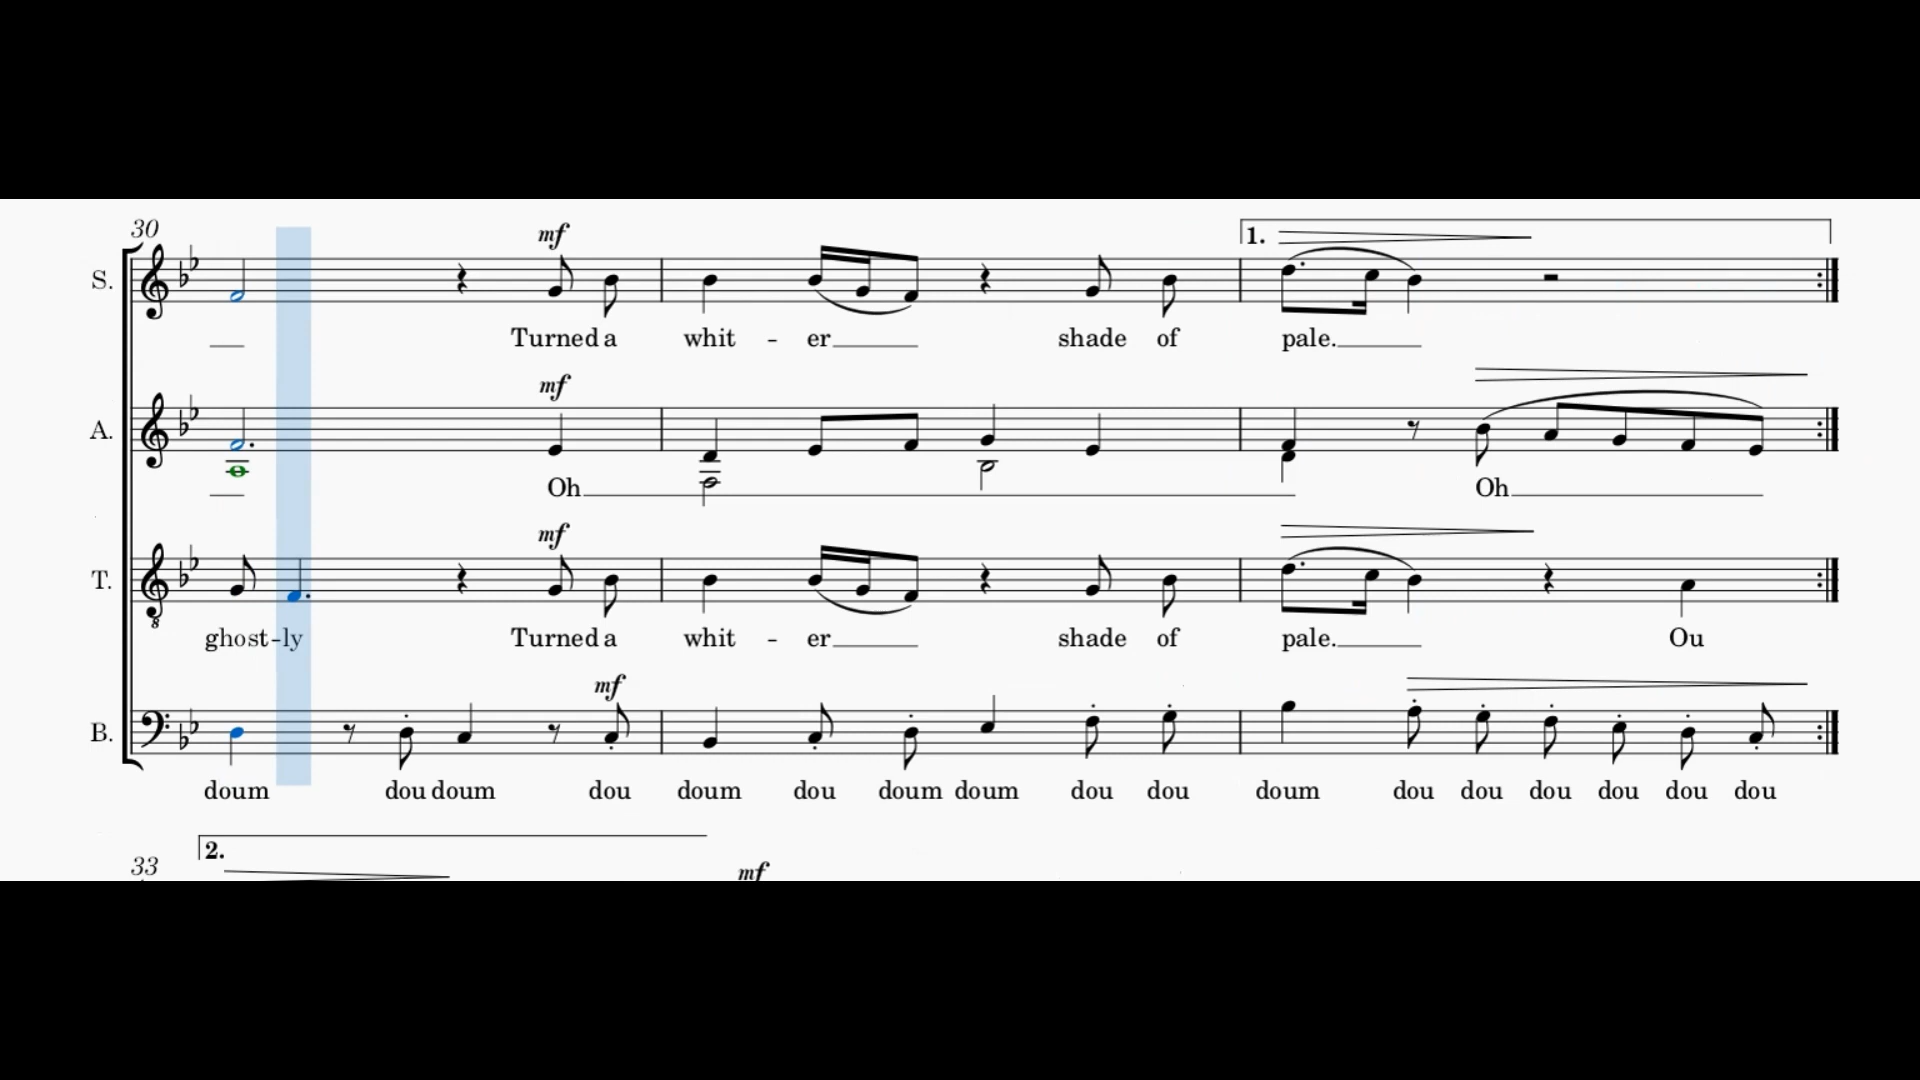 30
mf
1.
S.
Turned a whit - er shade of pale.
mf
A.
Oh Oh
mf
T.
8
ghost-ly Turned a whit - er shade of pale. Ou
mf
B.
doum dou doum dou doum dou doum doum dou dou doum dou dou dou dou dou dou
2.
33
mf